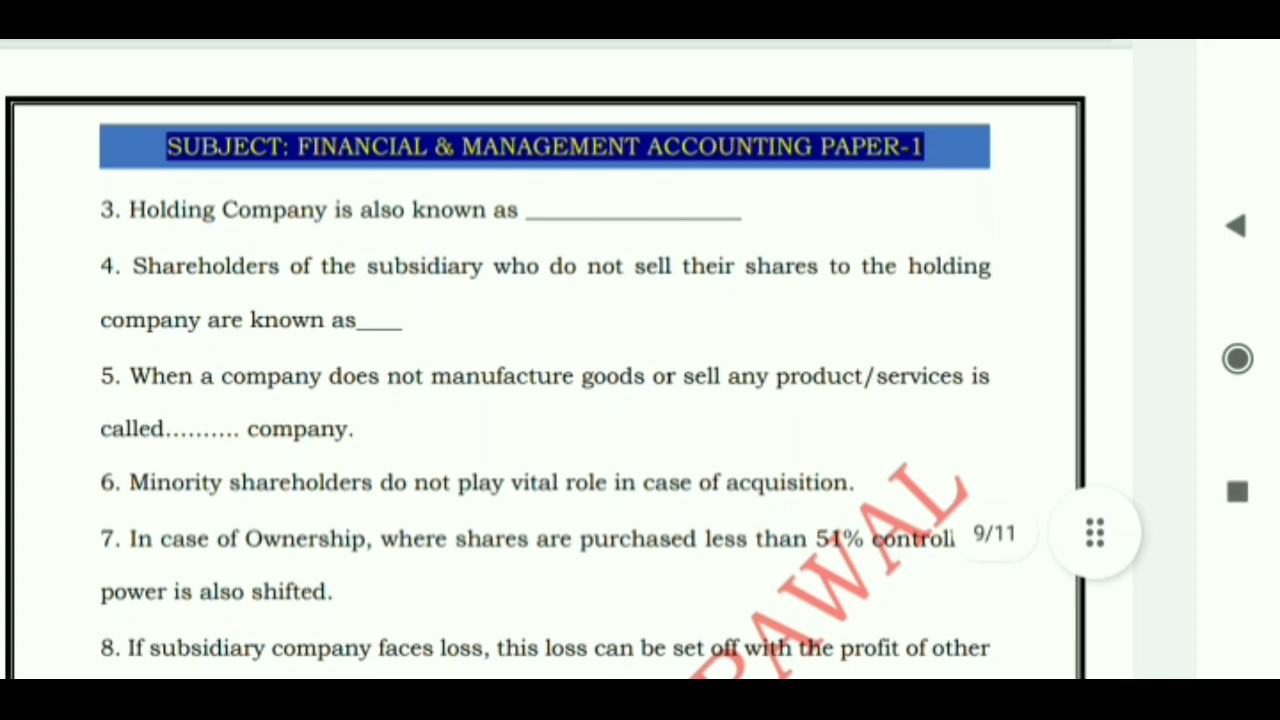 SUBJECT: FINANCIAL & MANAGEMENT ACCOUNTING PAPER-1
3. Holding Company is also known as __________________
4. Shareholders of the subsidiary who do not sell their shares to the holding
company are known as____
5. When a company does not manufacture goods or sell any product/services is
called.......... company.
6. Minority shareholders do not play vital role in case of acquisition.
7. In case of Ownership, where shares are purchased less than 51%
9/11
power is also shifted.
8. If subsidiary company faces loss, this loss can be set off with the profit of other